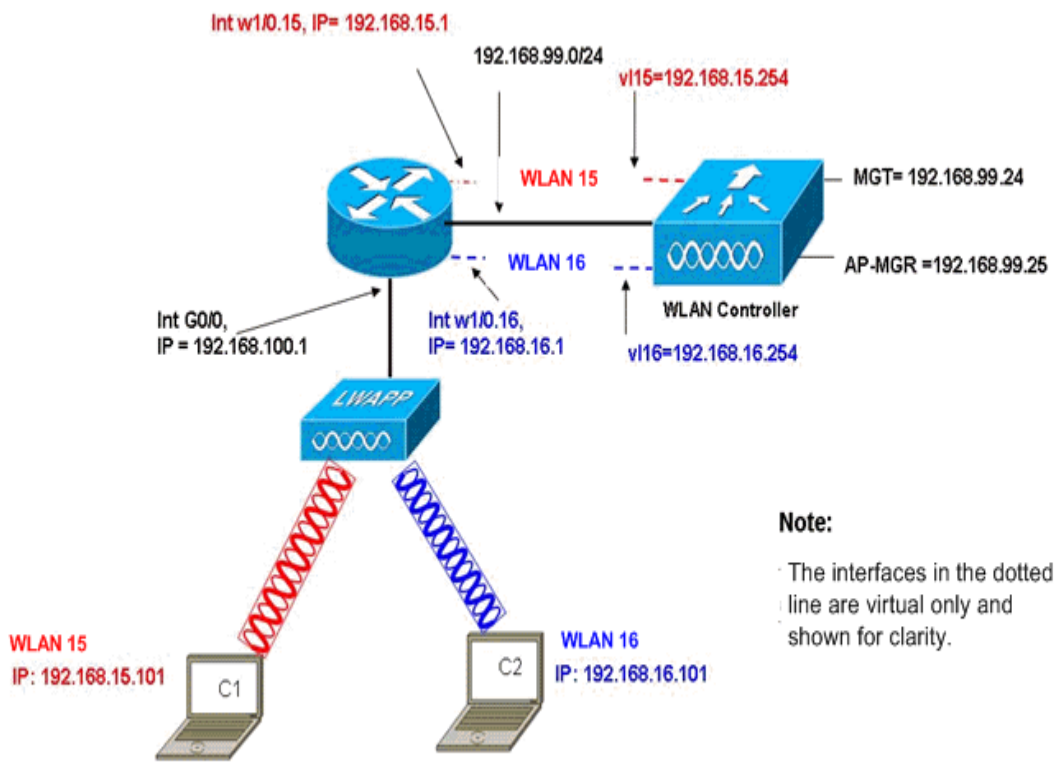 Int w1/0.15, IP= 192.168.15.1
192.168.99.0/24
vl15=192.168.15.254
WLAN 15
MGT= 192.168.99.24
WLAN 16
AP-MGR =192.168.99.25
WLAN Controller
Int G0/0,
IP = 192.168.100.1
Int w1/0.16,
IP= 192.168.16.1
vl16=192.168.16.254
LWAPP
Note:
The interfaces in the dotted
line are virtual only and
shown for clarity.
WLAN 15
IP: 192.168.15.101
C1
C2
WLAN 16
IP: 192.168.16.101